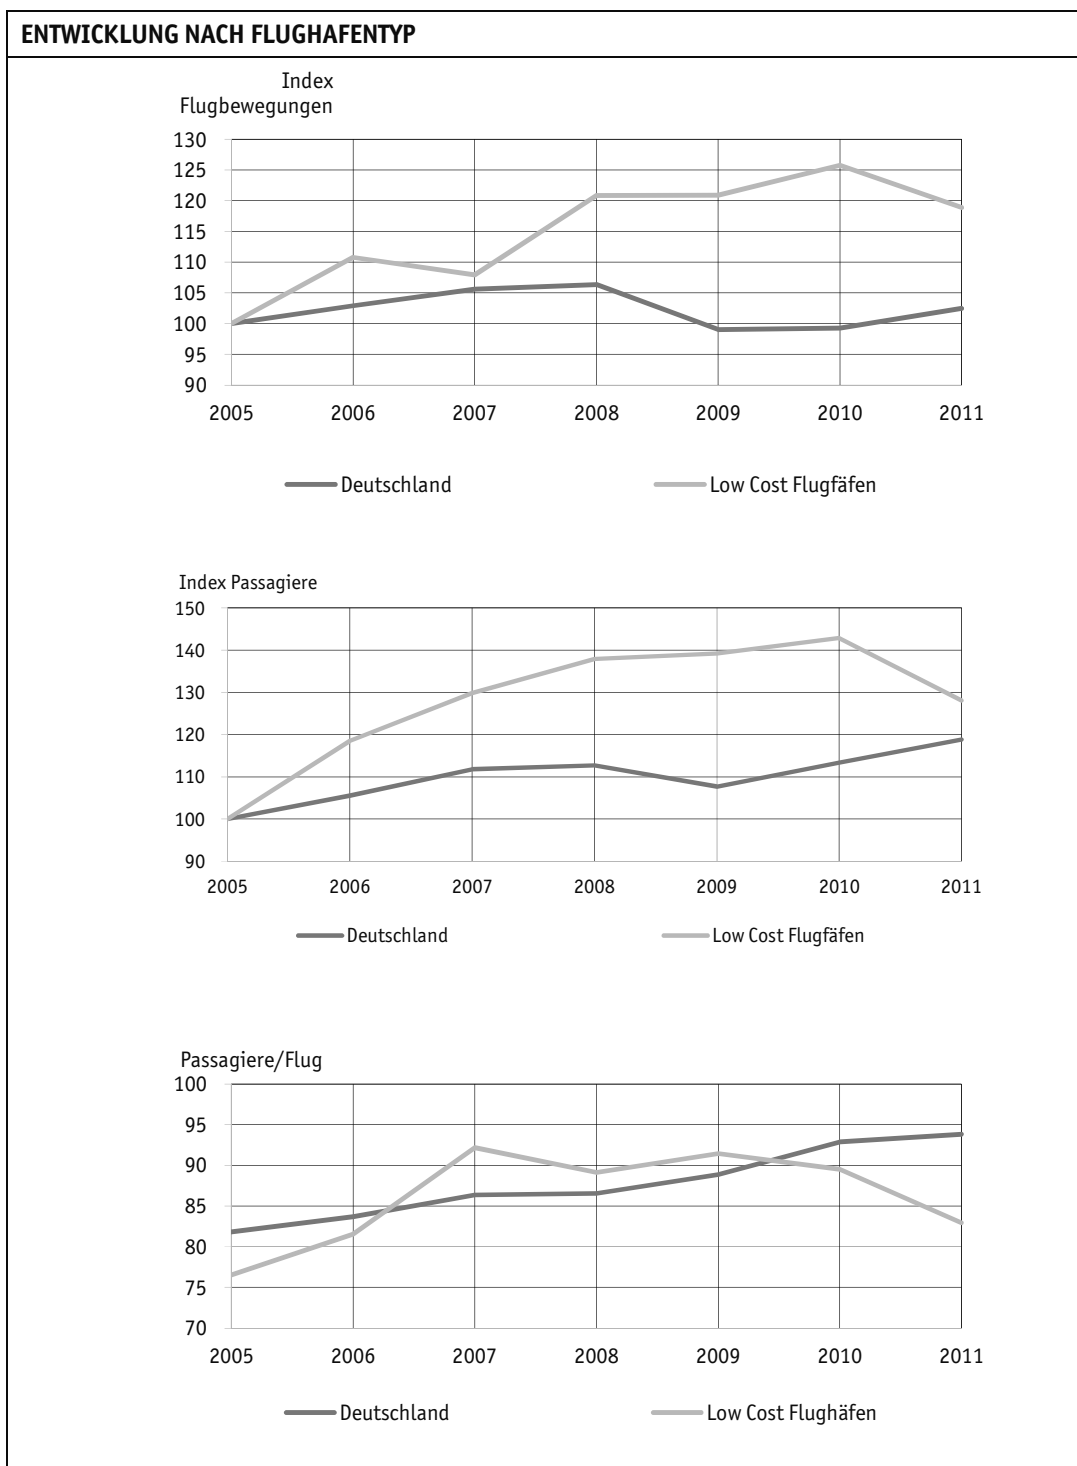 ENTWICKLUNG NACH FLUGHAFENTYP
Index
Flugbewegungen
130
125
120
115
110
105
100
95
90
2005 2006 2007 2008 2009 2010 2011
Deutschland Low Cost Flugfäfen
Index Passagiere
150
140
130
120
110
100
90
2005 2006 2007 2008 2009 2010 2011
Deutschland Low Cost Flugfäfen
Passagiere/Flug
100
95
90
85
80
75
70
2005 2006 2007 2008 2009 2010 2011
Deutschland Low Cost Flughäfen